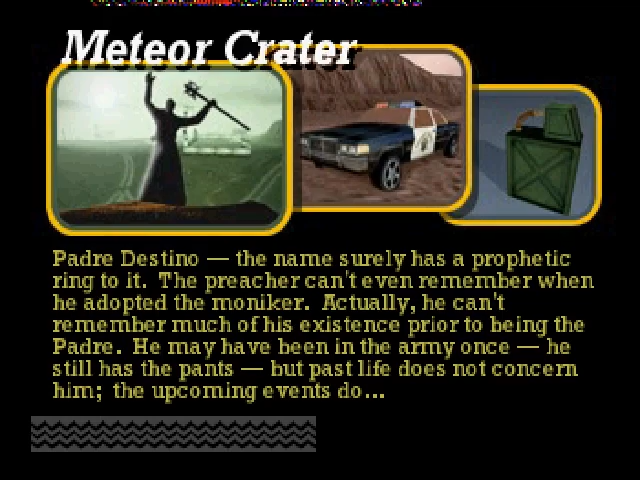 Meteor Crater
Padre Destino — the name surely has a prophetic
ring to it.  The preacher can't even remember when
he adopted the moniker.  Actually, he can't
remember much of his existence prior to being the
Padre.  He may have been in the army once — he
still has the pants — but past life does not concern
him;  the upcoming events do...